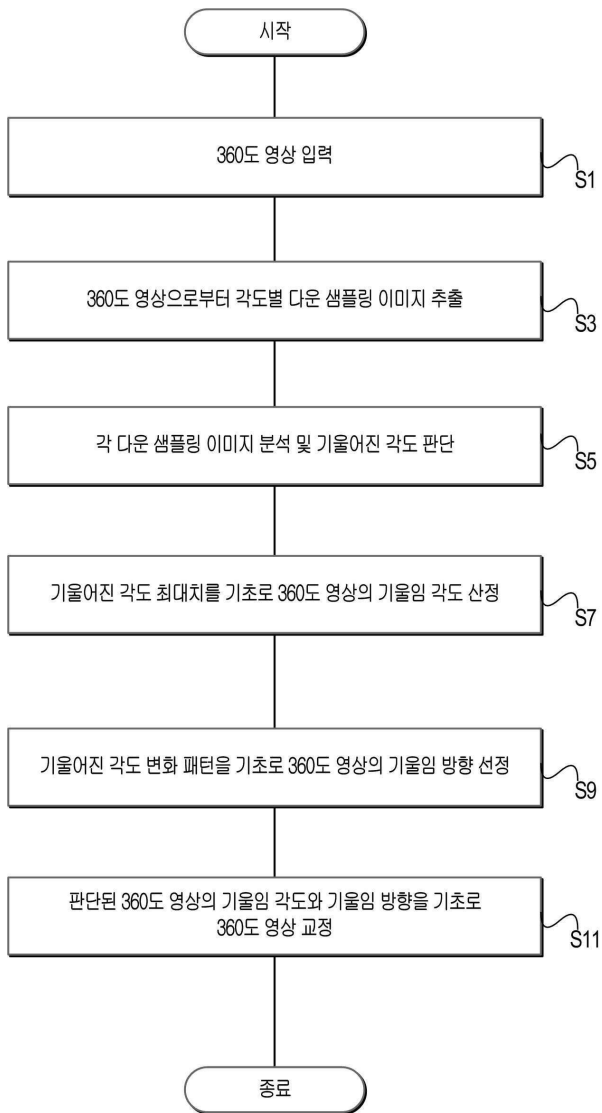 시작
360도 영상 입력
S1
360도 영상으로부터 각도별 다운 샘플링 이미지 추출
S3
각 다운 샘플링 이미지 분석 및 기울어진 각도 판단
S5
기울어진 각도 최대치를 기초로 360도 영상의 기울임 각도 산정
S7
기울어진 각도 변화 패턴을 기초로 360도 영상의 기울임 방향 선정
S9
판단된 360도 영상의 기울임 각도와 기울임 방향을 기초로
360도 영상 교정
S11
종료